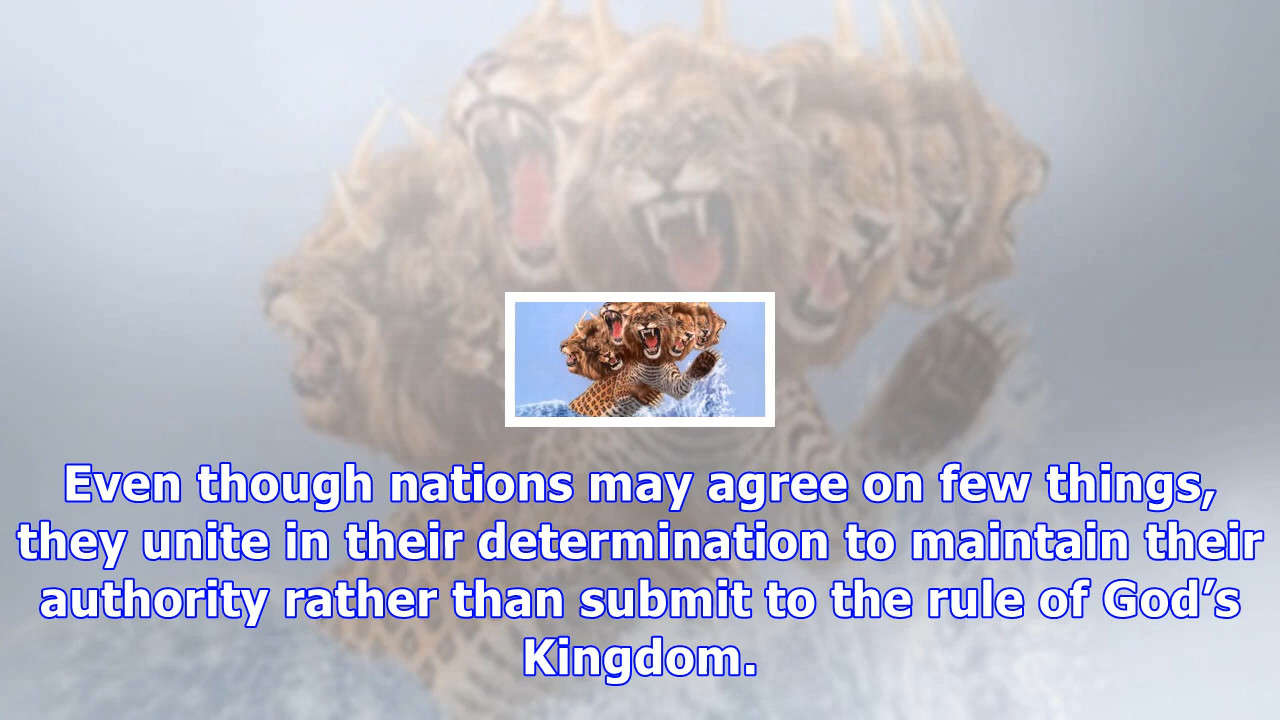 Even though nations may agree on few things,
they unite in their determination to maintain their
authority rather than submit to the rule of God’s
Kingdom.